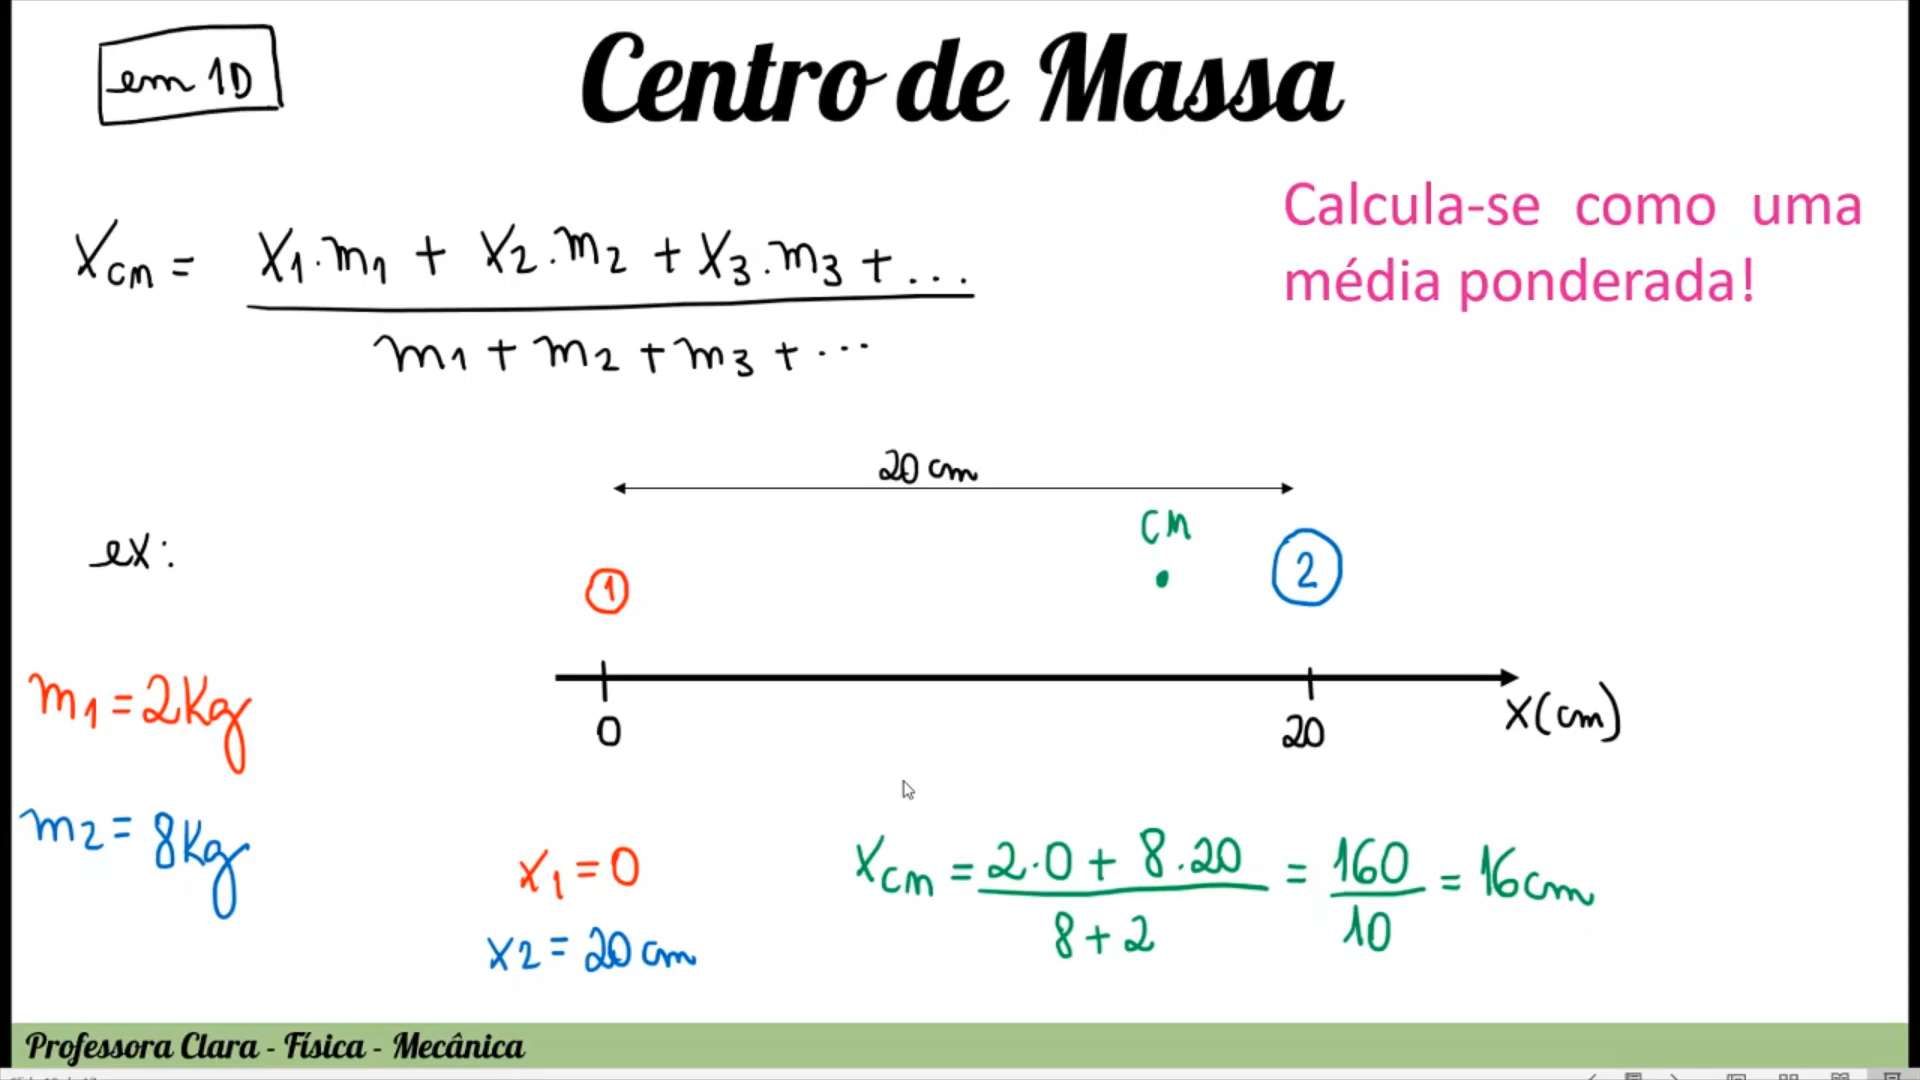 em 1D
Centro de Massa
Calcula-se como uma
média ponderada!
Xcm = X1.m1 + X2.m2 + X3.m3 + ...
m1 + m2 + m3 + ...
20 cm
ex:
1
CM
2
0
20
X(cm)
m1 = 2Kg
m2 = 8Kg
x1 = 0
x2 = 20 cm
Xcm = 2.0 + 8.20 = 160 = 16cm
8 + 2
10
Professora Clara - Física - Mecânica